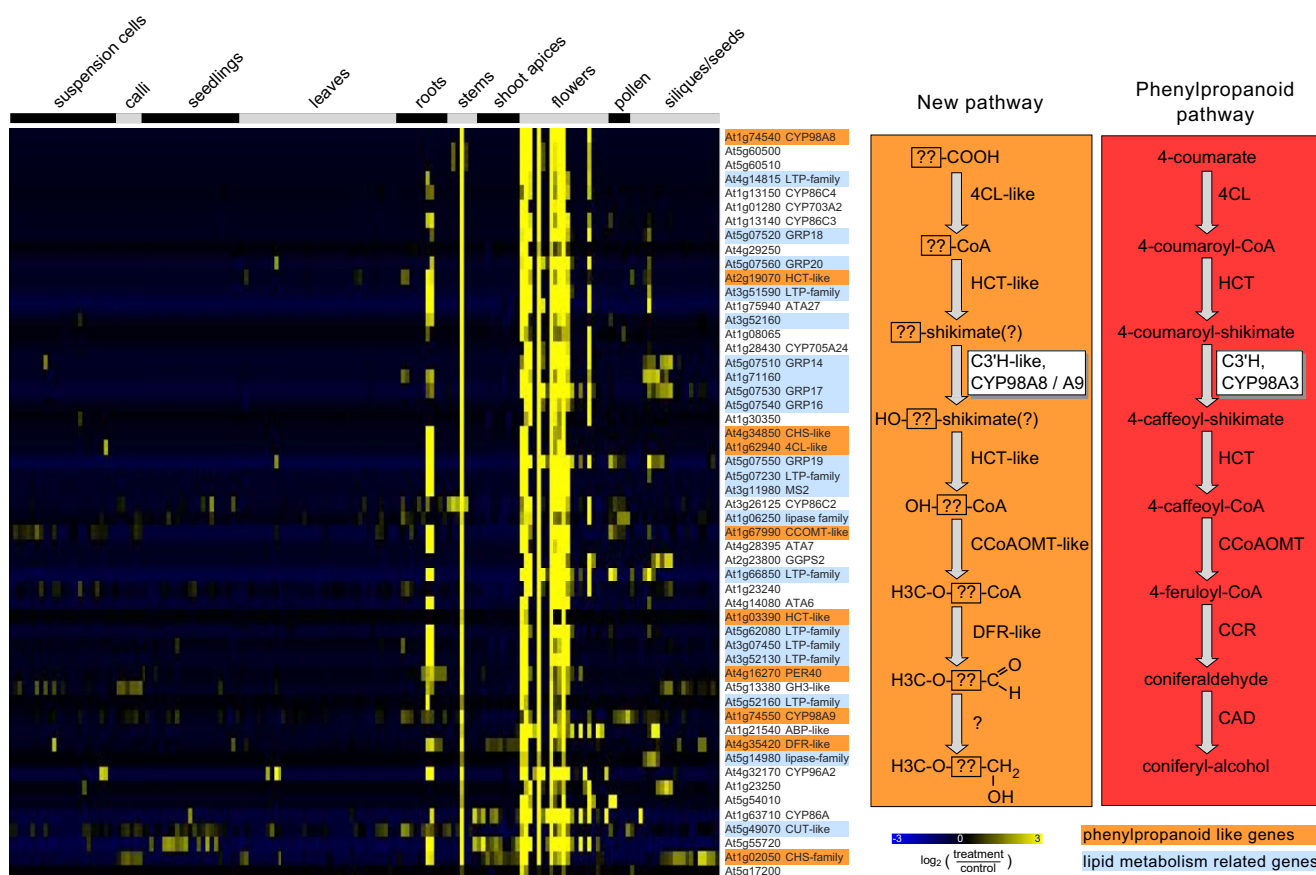 suspension cells
calli
seedlings
leaves
roots
stems
shoot apices
flowers
pollen
siliques/seeds
At1g74540 CYP98A8
At5g60500
At5g60510
At4g14815 LTP-family
At1g13150 CYP86C4
At1g01280 CYP703A2
At1g13140 CYP86C3
At5g07520 GRP18
At4g29250
At5g07560 GRP20
At2g19070 HCT-like
At3g51590 LTP-family
At1g75940 ATA27
At3g52160
At1g08065
At1g28430 CYP705A24
At5g07510 GRP14
At1g71160
At5g07530 GRP17
At5g07540 GRP16
At1g30350
At4g34850 CHS-like
At1g62940 4CL-like
At5g07550 GRP19
At5g07230 LTP-family
At3g11980 MS2
At3g26125 CYP86C2
At1g06250 lipase family
At1g67990 CCOMT-like
At4g28395 ATA7
At2g23800 GGPS2
At1g66850 LTP-family
At1g23240
At4g14080 ATA6
At1g03390 HCT-like
At5g62080 LTP-family
At3g07450 LTP-family
At3g52130 LTP-family
At4g16270 PER40
At5g13380 GH3-like
At5g52160 LTP-family
At1g74550 CYP98A9
At1g21540 ABP-like
At4g35420 DFR-like
At5g14980 lipase-family
At4g32170 CYP96A2
At1g23250
At5g54010
At1g63710 CYP86A
At5g49070 CUT-like
At5g55720
At1g02050 CHS-family
At5g17200
New pathway
??-COOH
4CL-like
??-CoA
HCT-like
??-shikimate(?)
C3'H-like,
CYP98A8 / A9
HO-??-shikimate(?)
HCT-like
OH-??-CoA
CCoAOMT-like
H3C-O-??-CoA
DFR-like
H3C-O-??-C
O
H
?
H3C-O-??-CH2
OH
Phenylpropanoid
pathway
4-coumarate
4CL
4-coumaroyl-CoA
HCT
4-coumaroyl-shikimate
C3'H,
CYP98A3
4-caffeoyl-shikimate
HCT
4-caffeoyl-CoA
CCoAOMT
4-feruloyl-CoA
CCR
coniferaldehyde
CAD
coniferyl-alcohol
-3 0 3
log2 (treatment/control)
phenylpropanoid like genes
lipid metabolism related genes